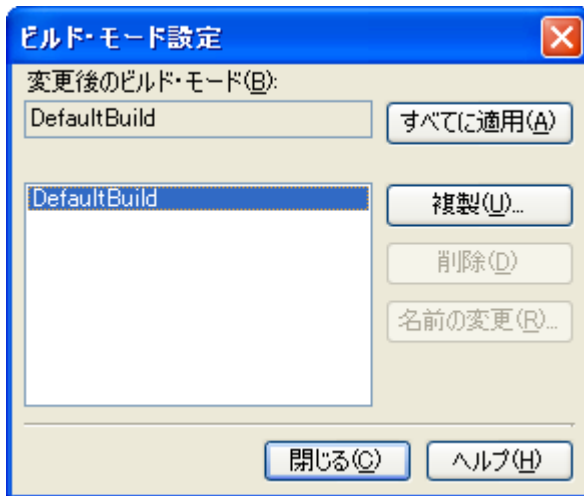 ビルド・モード設定
変更後のビルド・モード(B):
DefaultBuild
すべてに適用(A)
DefaultBuild
複製(U)...
削除(D)
名前の変更(R)...
閉じる(C)
ヘルプ(H)